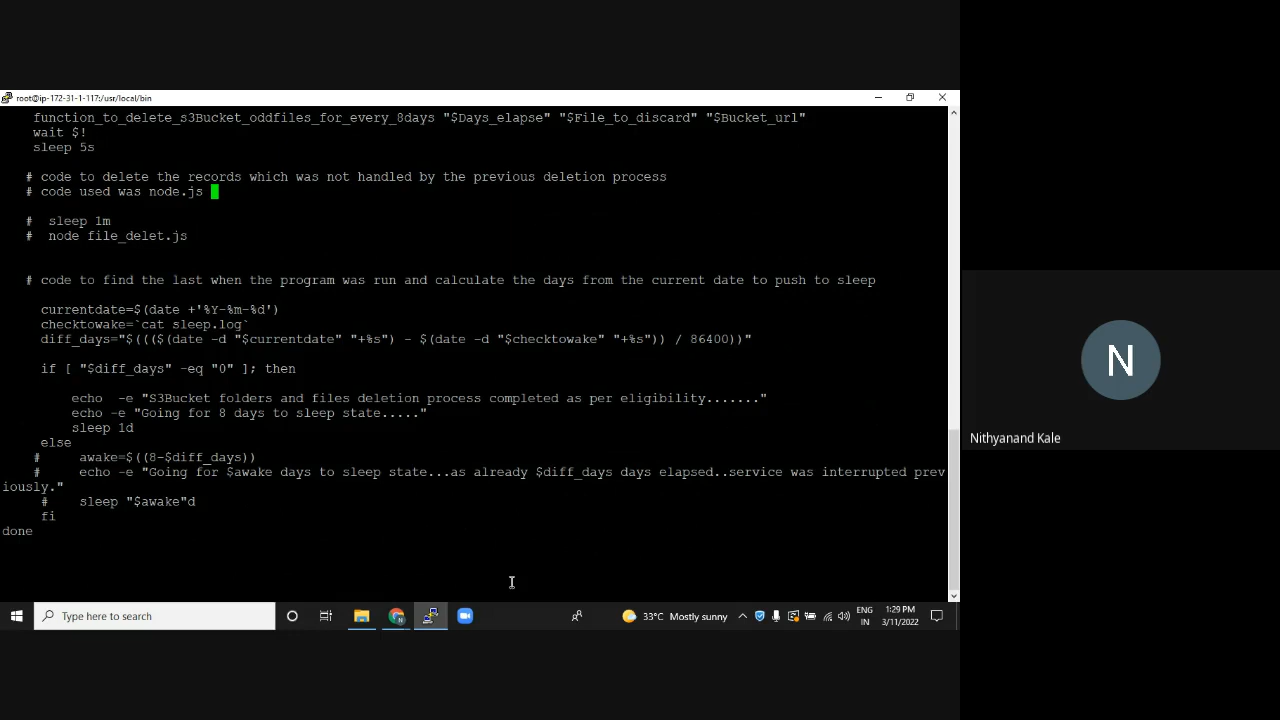 root@ip-172-31-1-117:/usr/local/bin
function_to_delete_s3Bucket_oddfiles_for_every_8days "$Days_elapse" "$File_to_discard" "$Bucket_url"
wait $!
sleep 5s
# code to delete the records which was not handled by the previous deletion process
# code used was node.js
#  sleep 1m
#  node file_delet.js
# code to find the last when the program was run and calculate the days from the current date to push to sleep
currentdate=$(date +'%Y-%m-%d')
checktowake=`cat sleep.log`
diff_days="$((($(date -d "$currentdate" "+%s") - $(date -d "$checktowake" "+%s")) / 86400))"
if [ "$diff_days" -eq "0" ]; then
echo  -e "S3Bucket folders and files deletion process completed as per eligibility......."
echo -e "Going for 8 days to sleep state....."
sleep 1d
else
#     awake=$((8-$diff_days))
#     echo -e "Going for $awake days to sleep state...as already $diff_days days elapsed..service was interrupted prev
iously."
#    sleep "$awake"d
fi
done
N
Nithyanand Kale
Type here to search
33°C Mostly sunny
ENG
IN
1:29 PM
3/11/2022